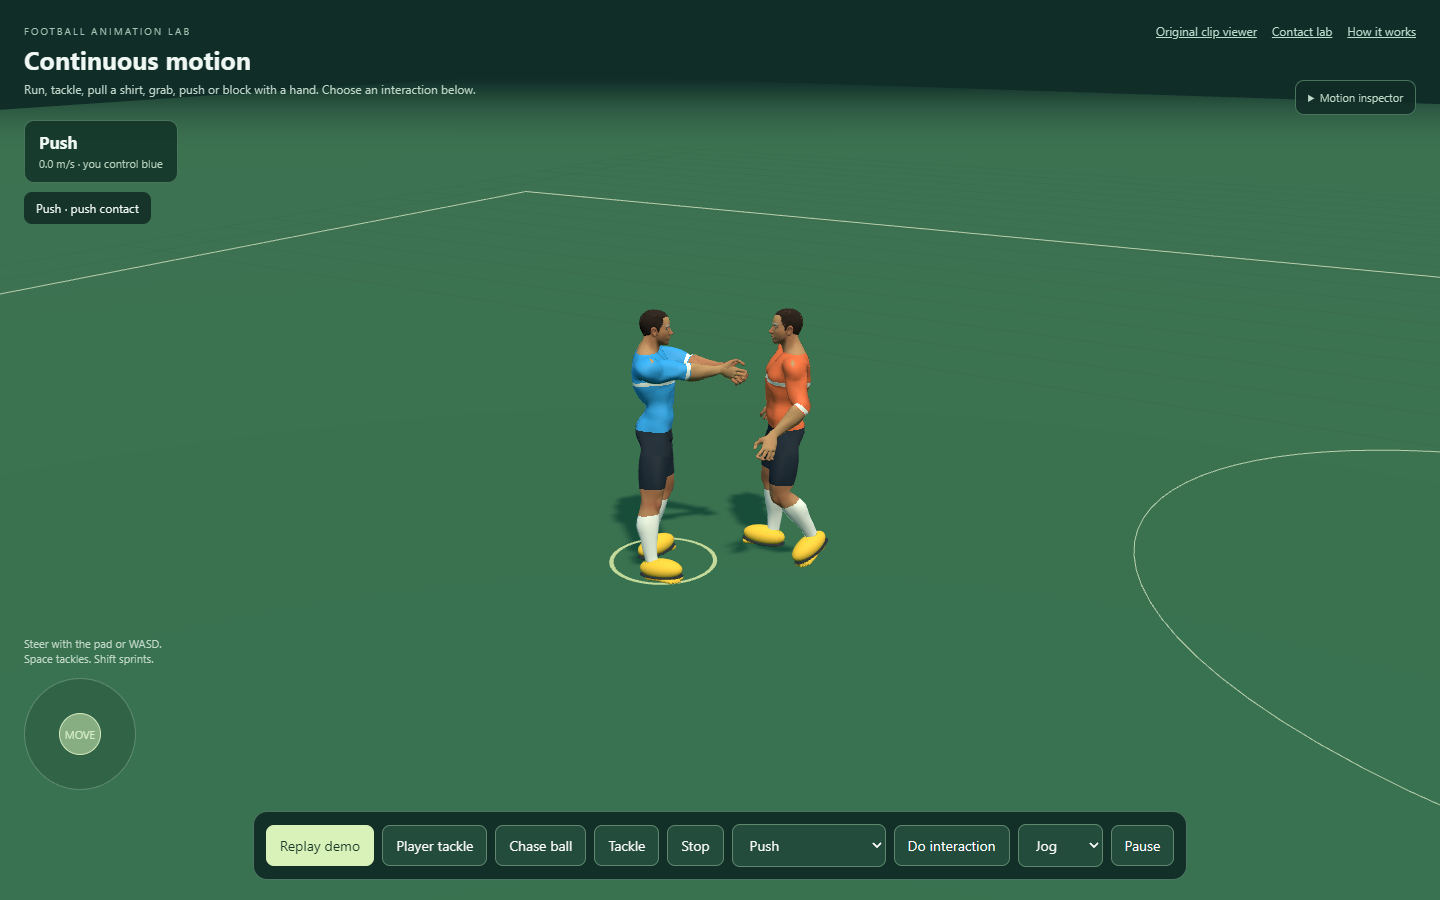 FOOTBALL ANIMATION LAB
Continuous motion
Run, tackle, pull a shirt, grab, push or block with a hand. Choose an interaction below.
Original clip viewer
Contact lab
How it works
Motion inspector
Push
0.0 m/s · you control blue
Push · push contact
Steer with the pad or WASD.
Space tackles. Shift sprints.
MOVE
Replay demo
Player tackle
Chase ball
Tackle
Stop
Push
Do interaction
Jog
Pause